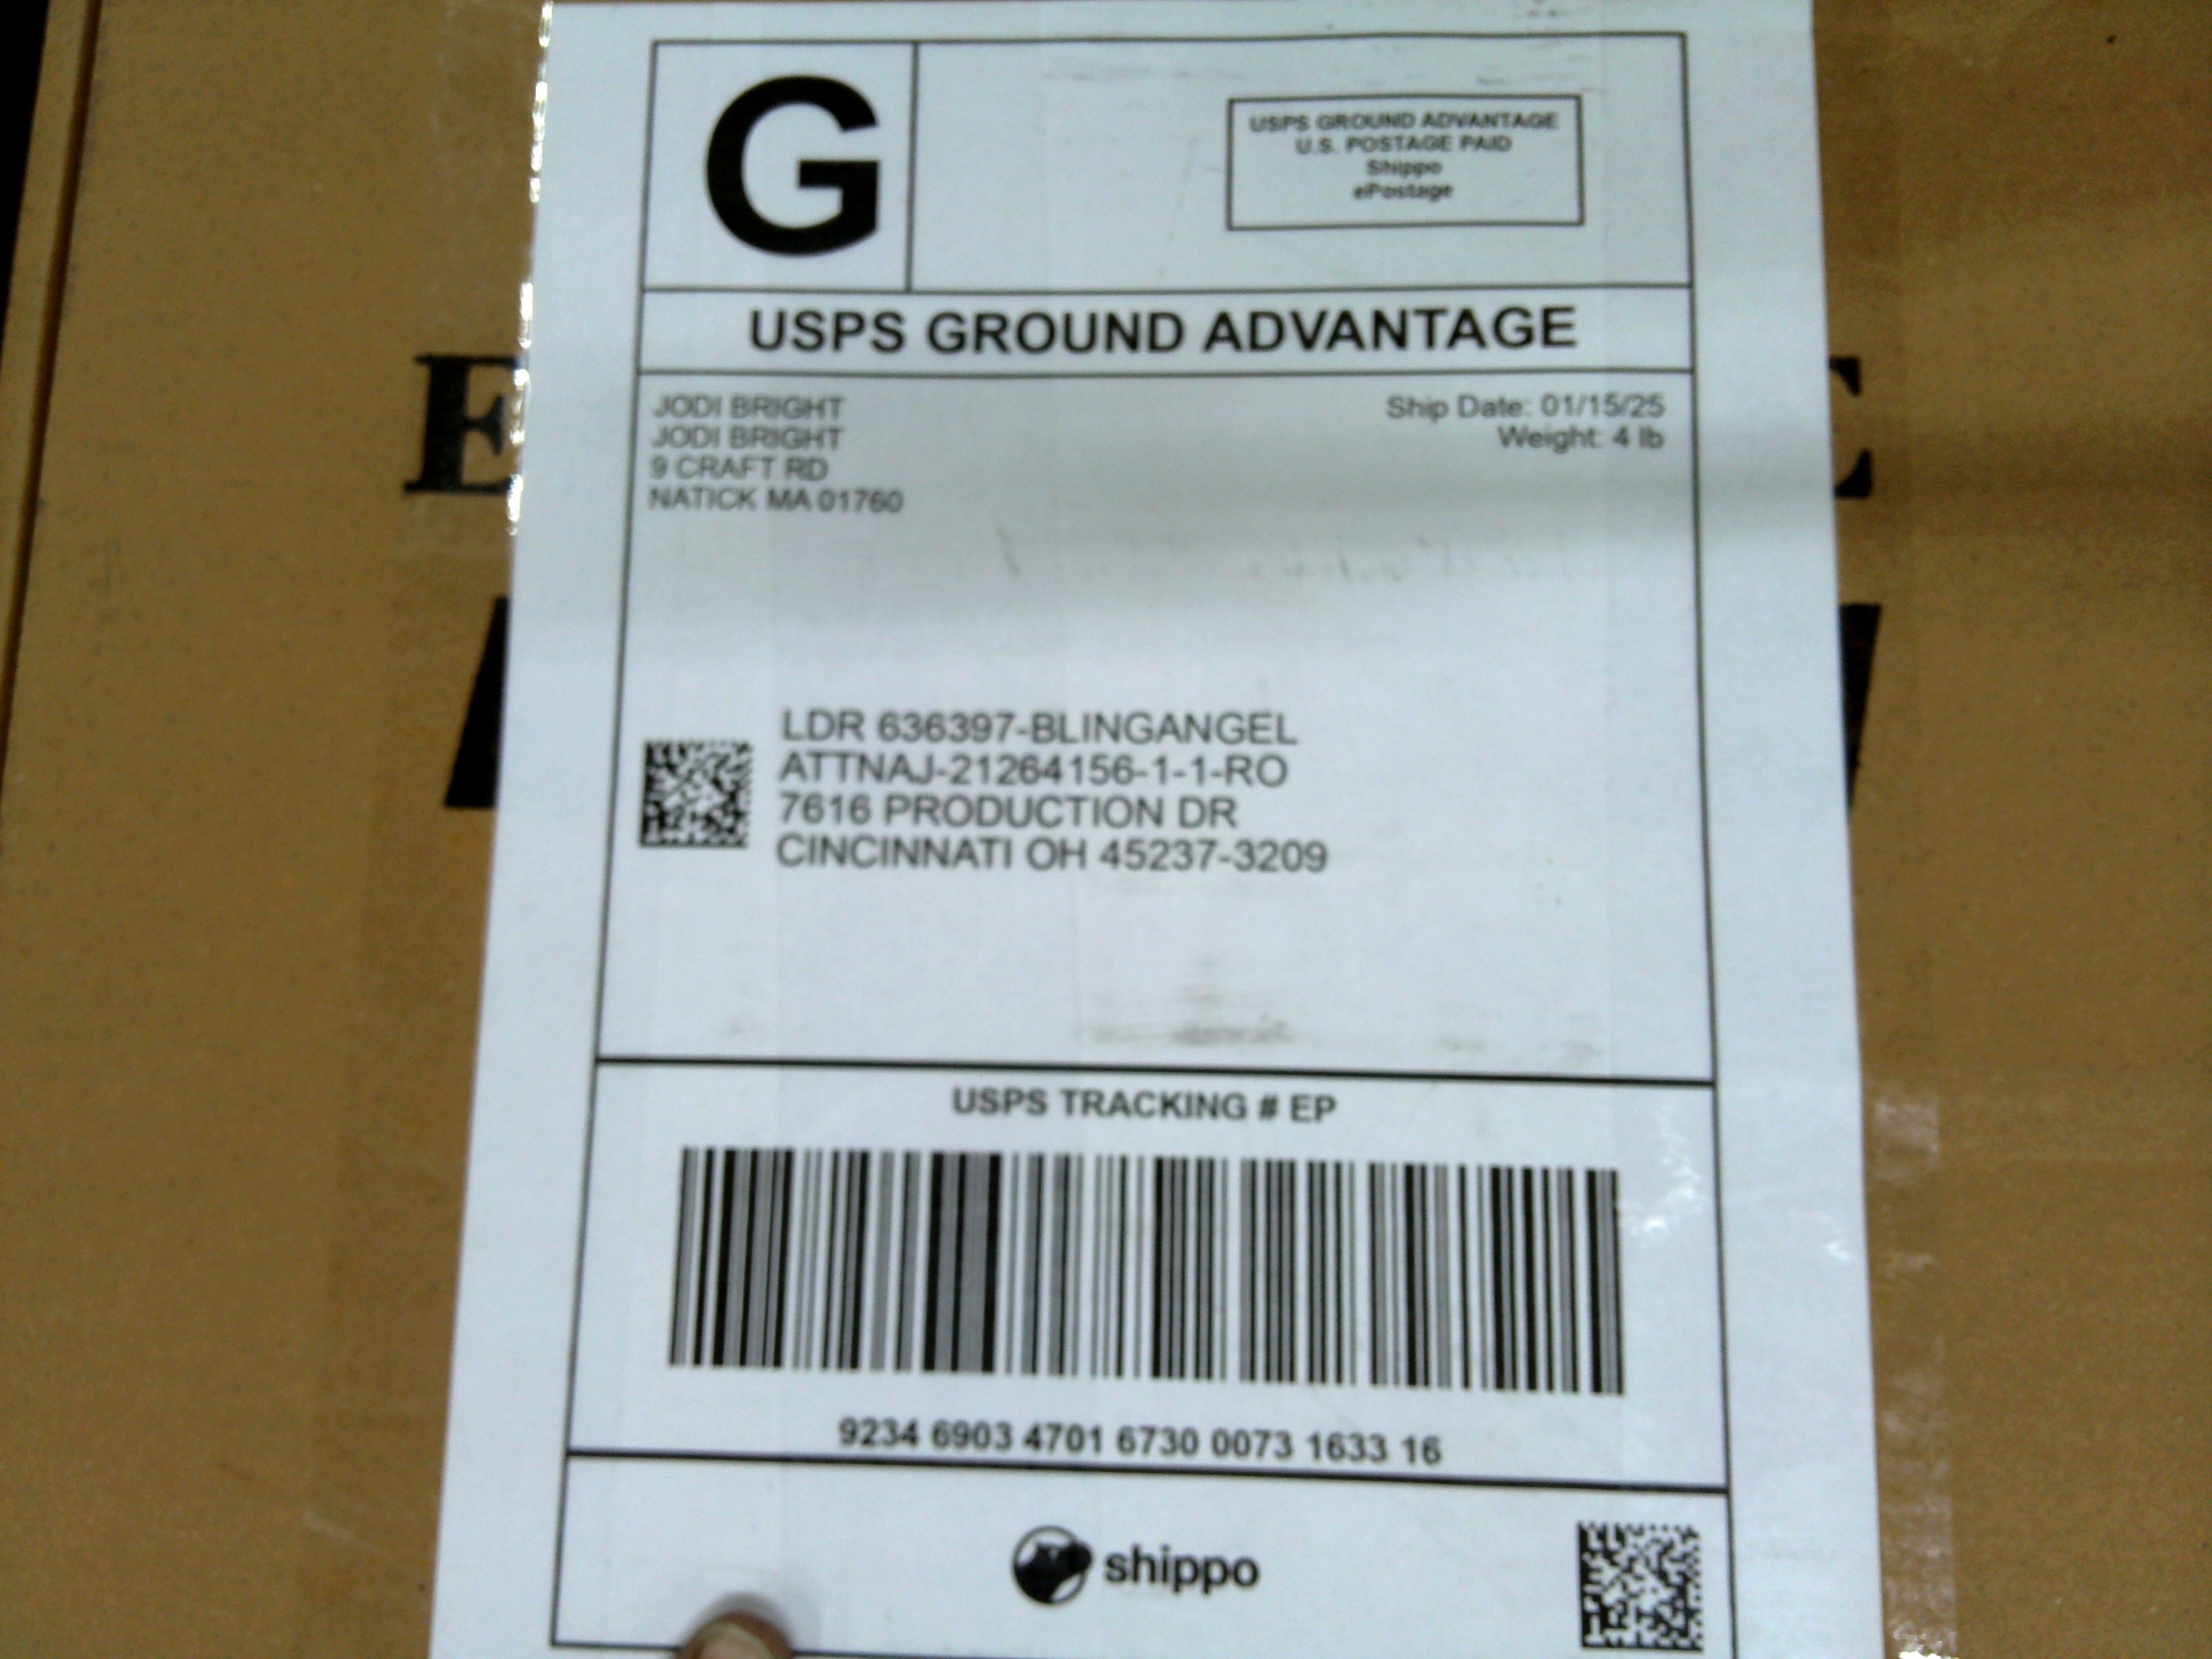 G
USPS GROUND ADVANTAGE
U.S. POSTAGE PAID
Shippo
ePostage
USPS GROUND ADVANTAGE
JODI BRIGHT
JODI BRIGHT
9 CRAFT RD
NATICK MA 01760
Ship Date: 01/15/25
Weight: 4 lb
E
E
LDR 636397-BLINGANGEL
ATTNAJ-21264156-1-1-RO
7616 PRODUCTION DR
CINCINNATI OH 45237-3209
USPS TRACKING # EP
9234 6903 4701 6730 0073 1633 16
shippo